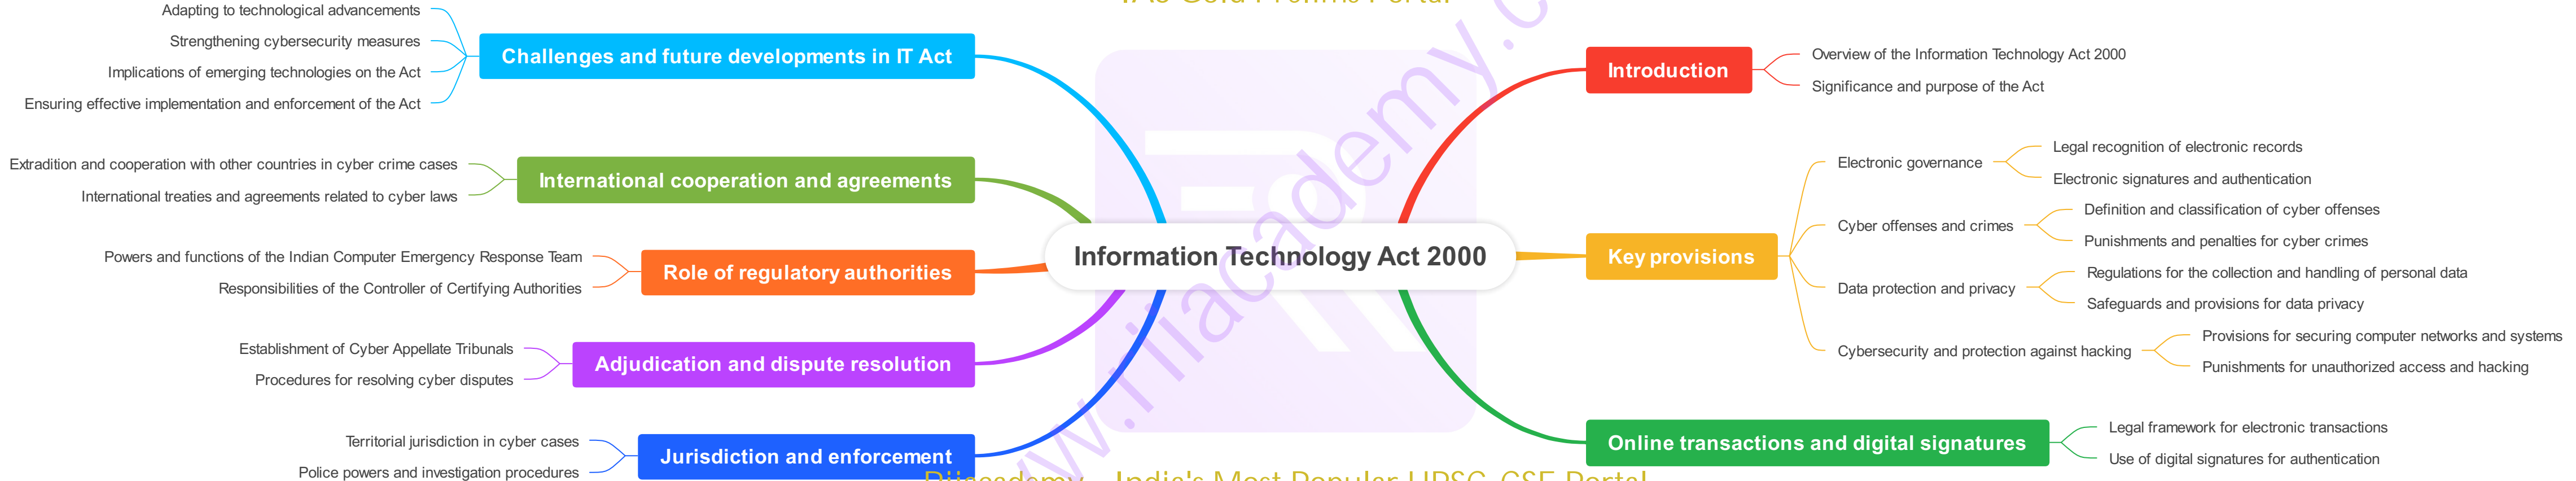 IAS Gold Prelims Portal
Information Technology Act 2000
Introduction
Overview of the Information Technology Act 2000
Significance and purpose of the Act
Key provisions
Electronic governance
Legal recognition of electronic records
Electronic signatures and authentication
Cyber offenses and crimes
Definition and classification of cyber offenses
Punishments and penalties for cyber crimes
Data protection and privacy
Regulations for the collection and handling of personal data
Safeguards and provisions for data privacy
Cybersecurity and protection against hacking
Provisions for securing computer networks and systems
Punishments for unauthorized access and hacking
Online transactions and digital signatures
Legal framework for electronic transactions
Use of digital signatures for authentication
Challenges and future developments in IT Act
Adapting to technological advancements
Strengthening cybersecurity measures
Implications of emerging technologies on the Act
Ensuring effective implementation and enforcement of the Act
International cooperation and agreements
Extradition and cooperation with other countries in cyber crime cases
International treaties and agreements related to cyber laws
Role of regulatory authorities
Powers and functions of the Indian Computer Emergency Response Team
Responsibilities of the Controller of Certifying Authorities
Adjudication and dispute resolution
Establishment of Cyber Appellate Tribunals
Procedures for resolving cyber disputes
Jurisdiction and enforcement
Territorial jurisdiction in cyber cases
Police powers and investigation procedures
India's Most Popular UPSC CSE Portal